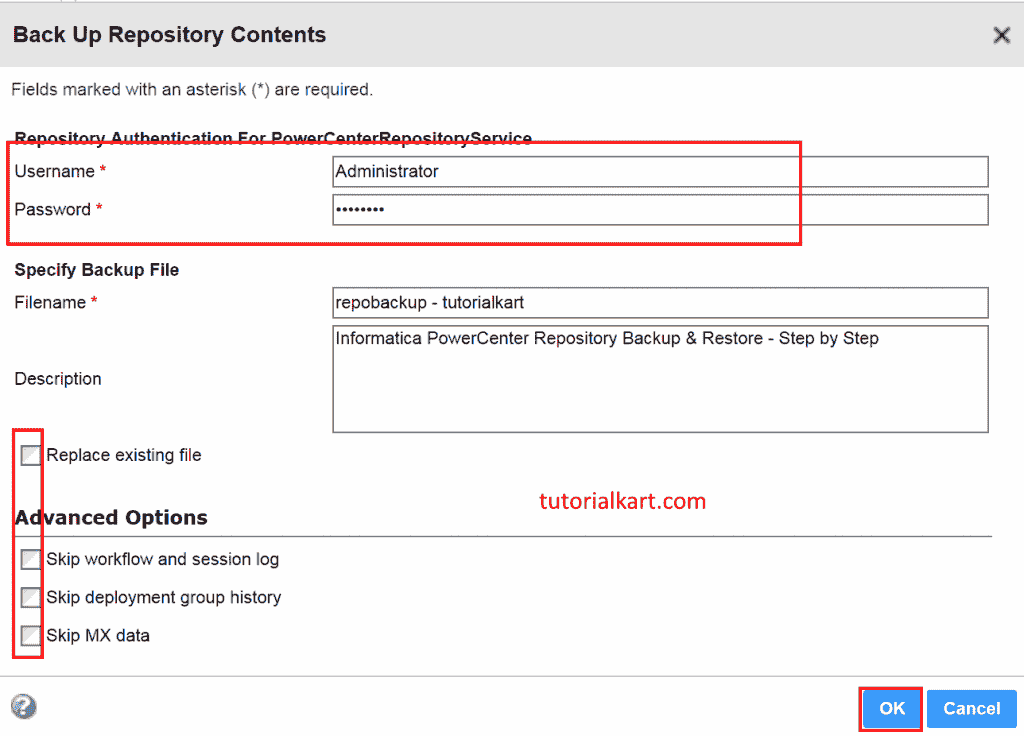 Back Up Repository Contents
Fields marked with an asterisk (*) are required.
Repository Authentication For PowerCenterRepositoryService
Username * Administrator
Password * ••••••••
Specify Backup File
Filename * repobackup - tutorialkart
Informatica PowerCenter Repository Backup & Restore - Step by Step
Description
Replace existing file
tutorialkart.com
Advanced Options
Skip workflow and session log
Skip deployment group history
Skip MX data
? OK Cancel